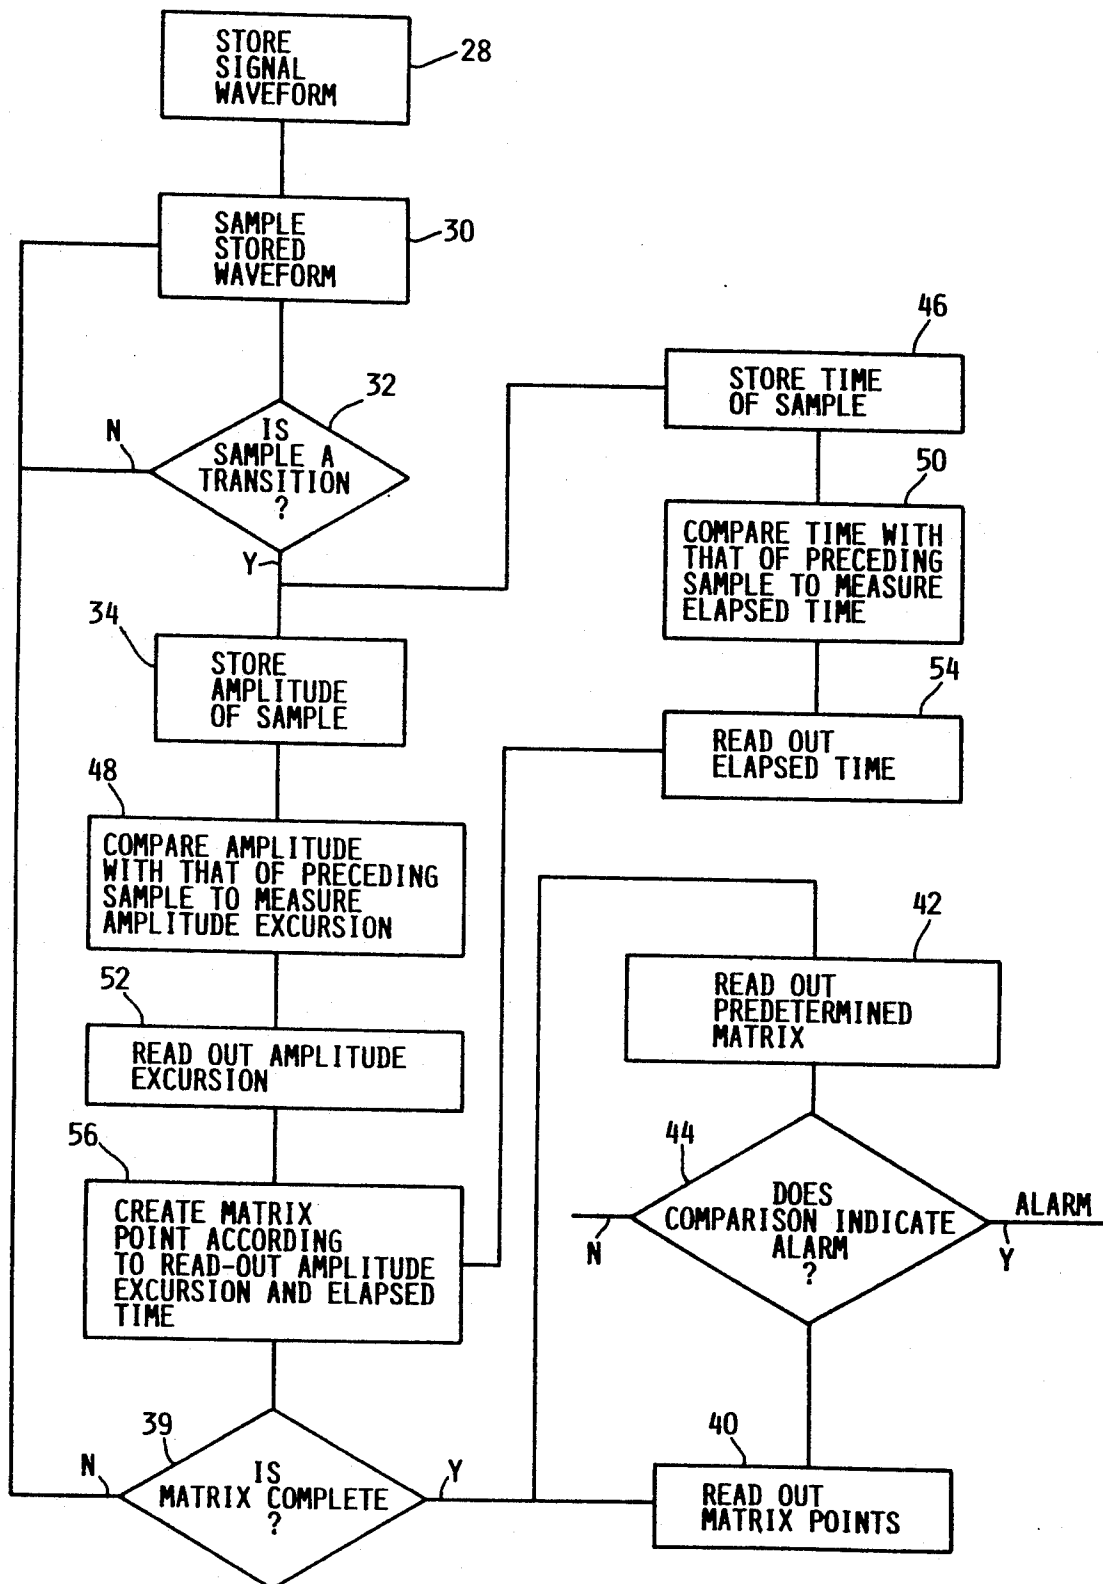 STORE
SIGNAL
WAVEFORM
28
SAMPLE
STORED
WAVEFORM
30
IS
SAMPLE A
TRANSITION
?
32
N
Y
34
STORE
AMPLITUDE
OF SAMPLE
48
COMPARE AMPLITUDE
WITH THAT OF PRECEDING
SAMPLE TO MEASURE
AMPLITUDE EXCURSION
52
READ OUT AMPLITUDE
EXCURSION
56
CREATE MATRIX
POINT ACCORDING
TO READ-OUT AMPLITUDE
EXCURSION AND ELAPSED
TIME
39
N
IS
MATRIX COMPLETE
?
Y
46
STORE TIME
OF SAMPLE
50
COMPARE TIME WITH
THAT OF PRECEDING
SAMPLE TO MEASURE
ELAPSED TIME
54
READ OUT
ELAPSED TIME
42
READ OUT
PREDETERMINED
MATRIX
44
DOES
COMPARISON INDICATE
ALARM
?
N
ALARM
Y
40
READ OUT
MATRIX POINTS